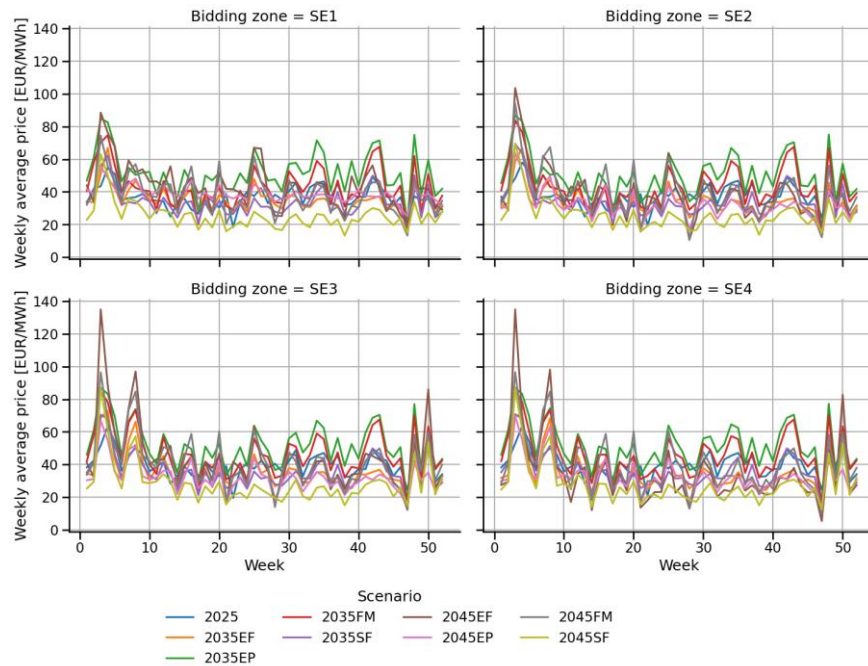 Bidding zone = SE1
Bidding zone = SE2
Weekly average price [EUR/MWh]
140
120
100
80
60
40
20
0
Bidding zone = SE3
Bidding zone = SE4
Weekly average price [EUR/MWh]
140
120
100
80
60
40
20
0
0 10 20 30 40 50
0 10 20 30 40 50
Week
Week
Scenario
2025 2035FM 2045EF 2045FM
2035EF 2035SF 2045EP 2045SF
2035EP